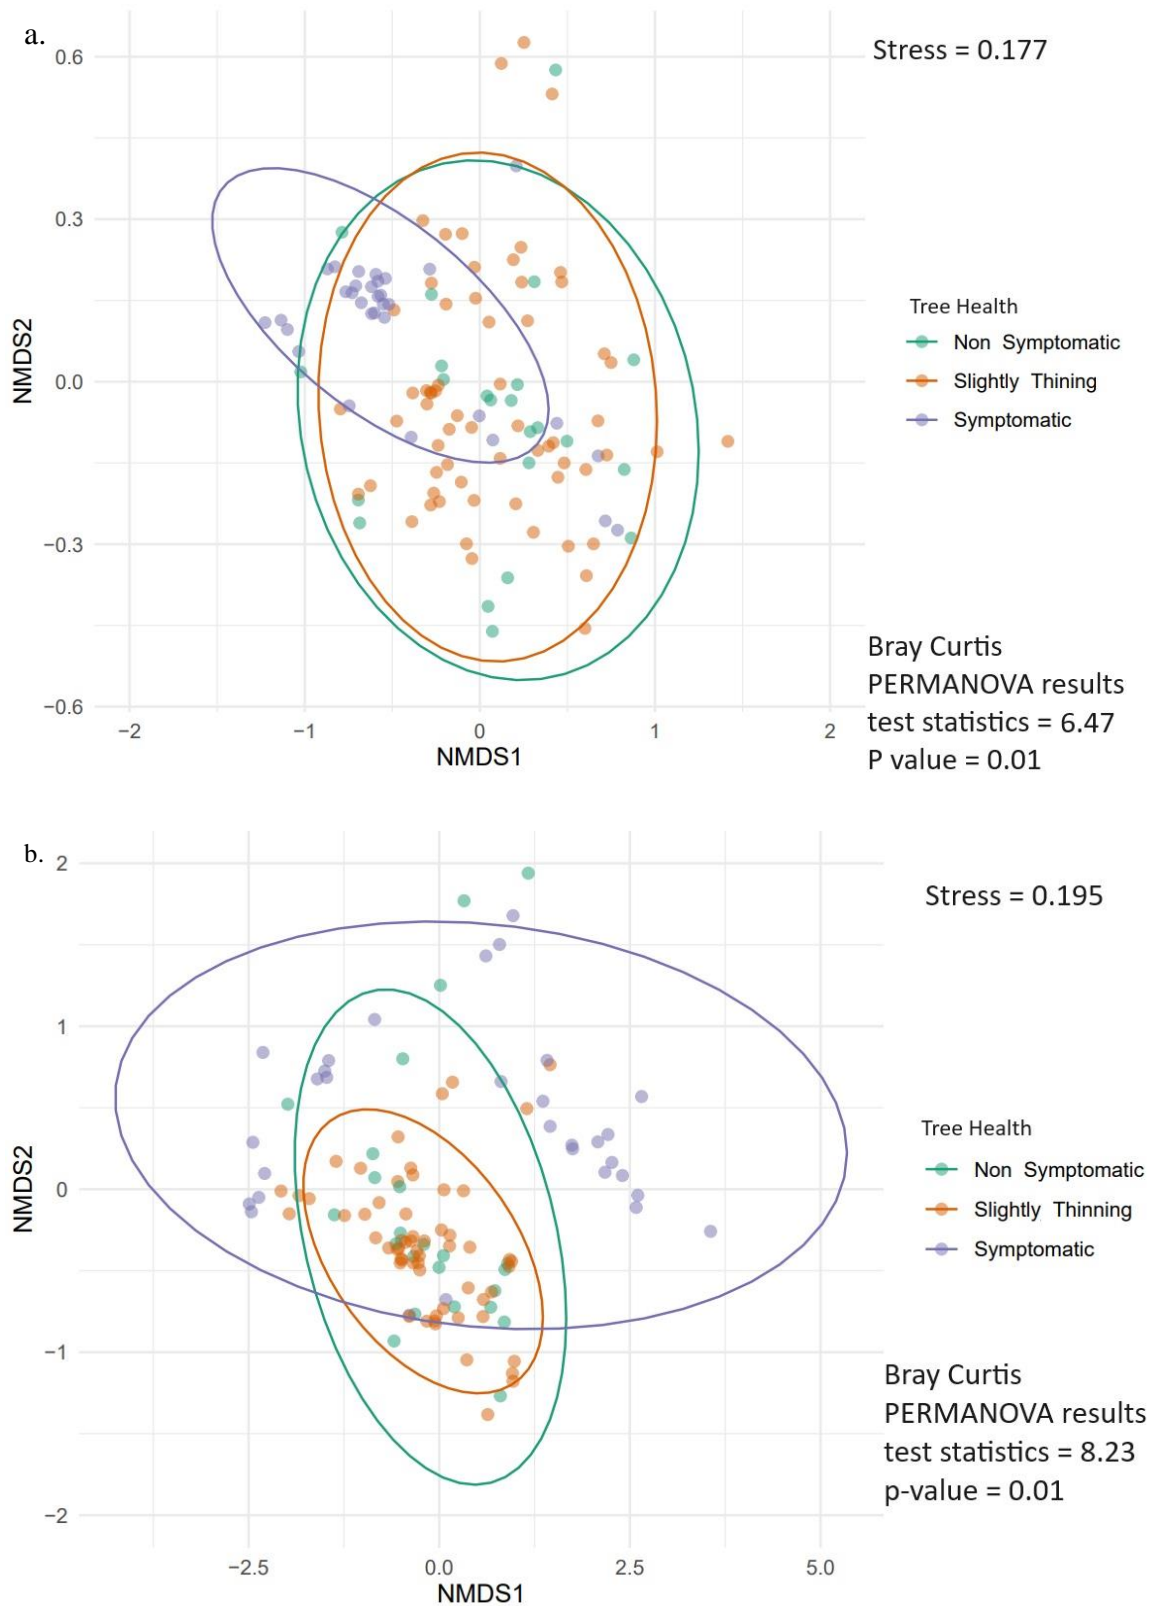 a.
Stress = 0.177
0.6
0.3
0.0
−0.3
−0.6
NMDS2
−2
−1
0
1
2
NMDS1
Tree Health
Non Symptomatic
Slightly Thining
Symptomatic
Bray Curtis
PERMANOVA results
test statistics = 6.47
P value = 0.01
b.
Stress = 0.195
2
1
0
−1
−2
NMDS2
−2.5
0.0
2.5
5.0
NMDS1
Tree Health
Non Symptomatic
Slightly Thinning
Symptomatic
Bray Curtis
PERMANOVA results
test statistics = 8.23
p-value = 0.01